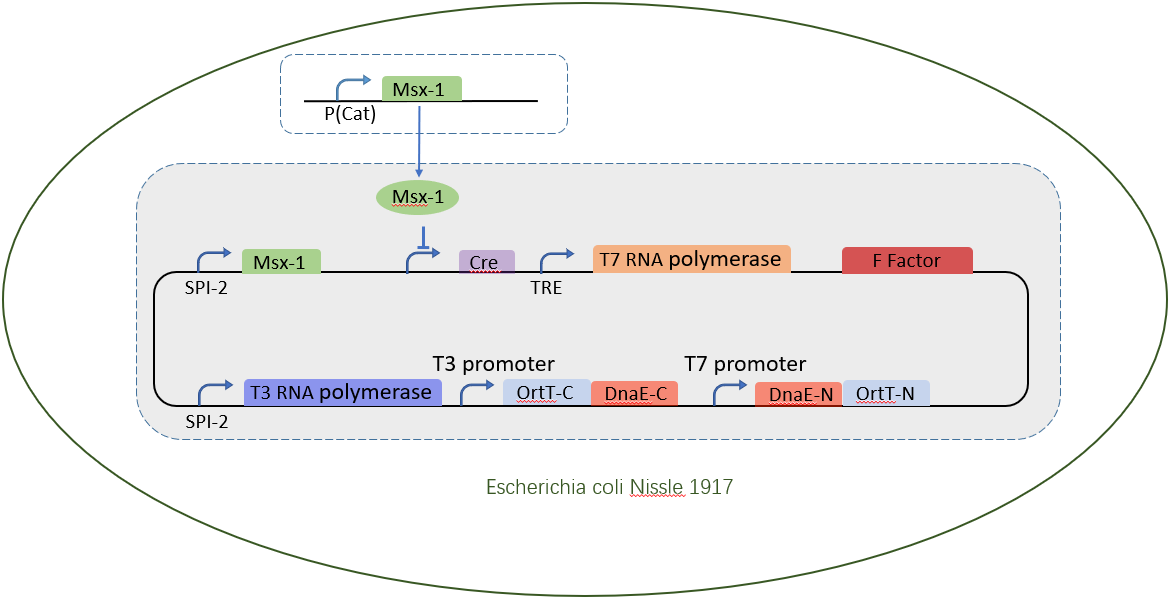 Msx-1
P(Cat)
Msx-1
Msx-1
Cre
T7 RNA polymerase
F Factor
SPI-2
TRE
T3 promoter
T7 promoter
T3 RNA polymerase
OrtT-C
DnaE-C
DnaE-N
OrtT-N
SPI-2
Escherichia coli Nissle 1917